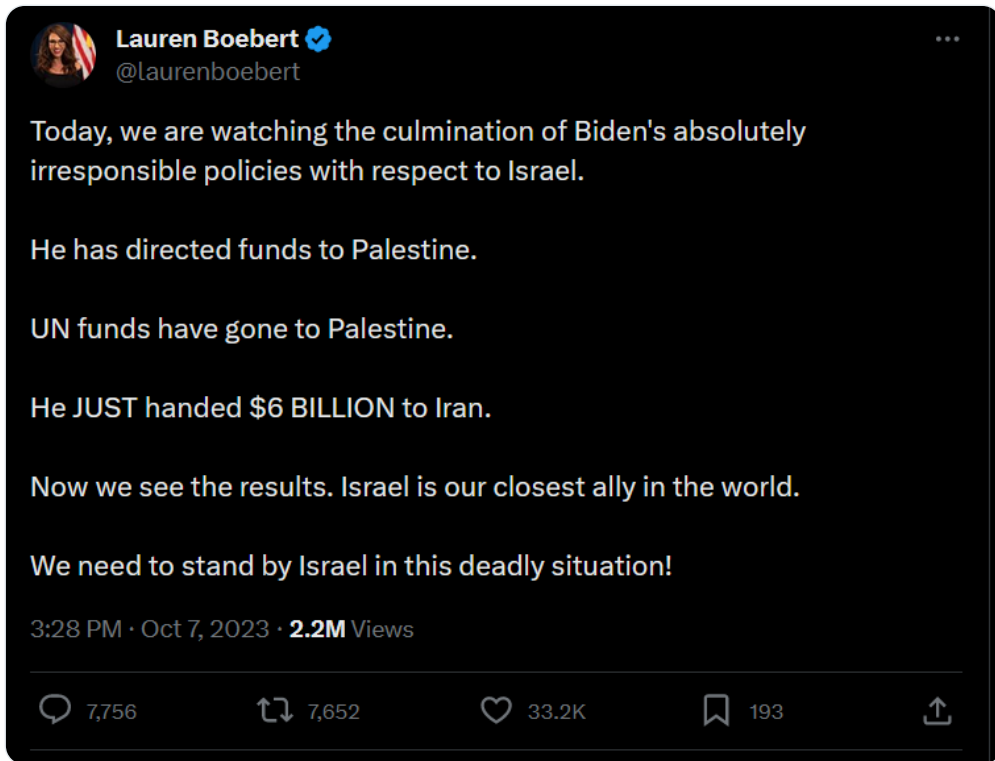 Lauren Boebert
@laurenboebert
Today, we are watching the culmination of Biden's absolutely
irresponsible policies with respect to Israel.
He has directed funds to Palestine.
UN funds have gone to Palestine.
He JUST handed $6 BILLION to Iran.
Now we see the results. Israel is our closest ally in the world.
We need to stand by Israel in this deadly situation!
3:28 PM · Oct 7, 2023 · 2.2M Views
7,756 7,652 33.2K 193